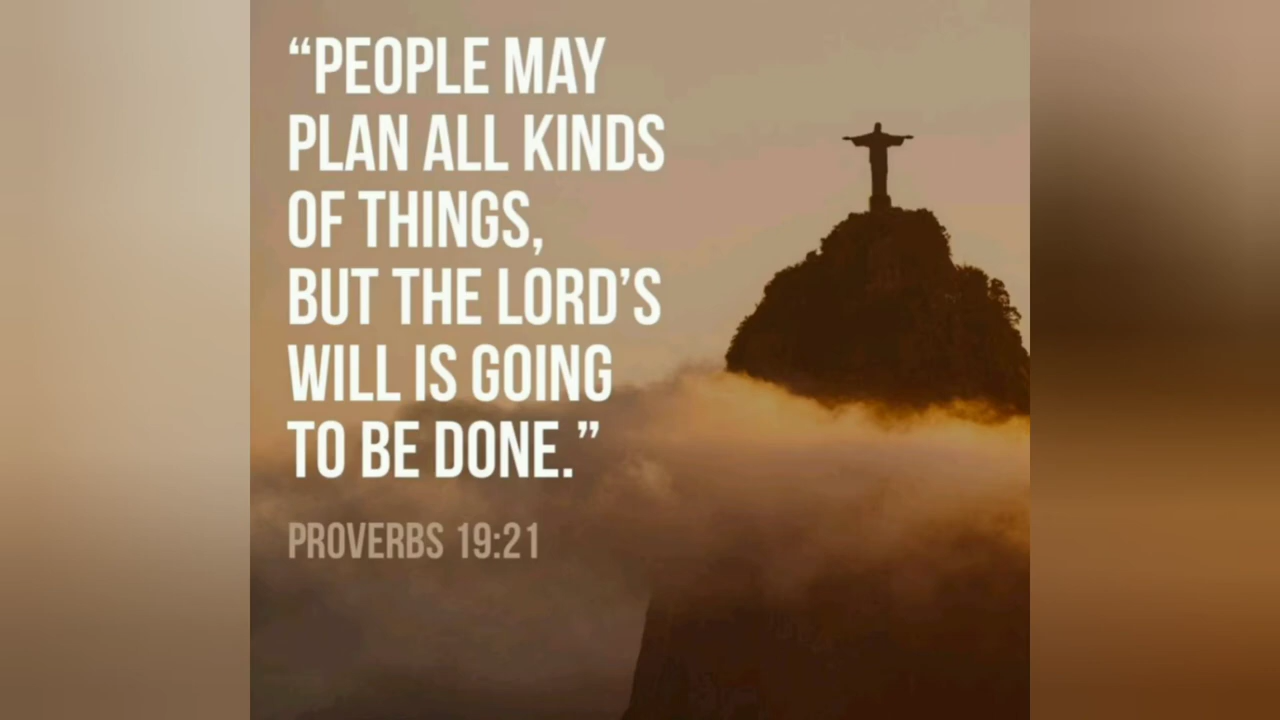 “PEOPLE MAY
PLAN ALL KINDS
OF THINGS,
BUT THE LORD’S
WILL IS GOING
TO BE DONE.”
PROVERBS 19:21